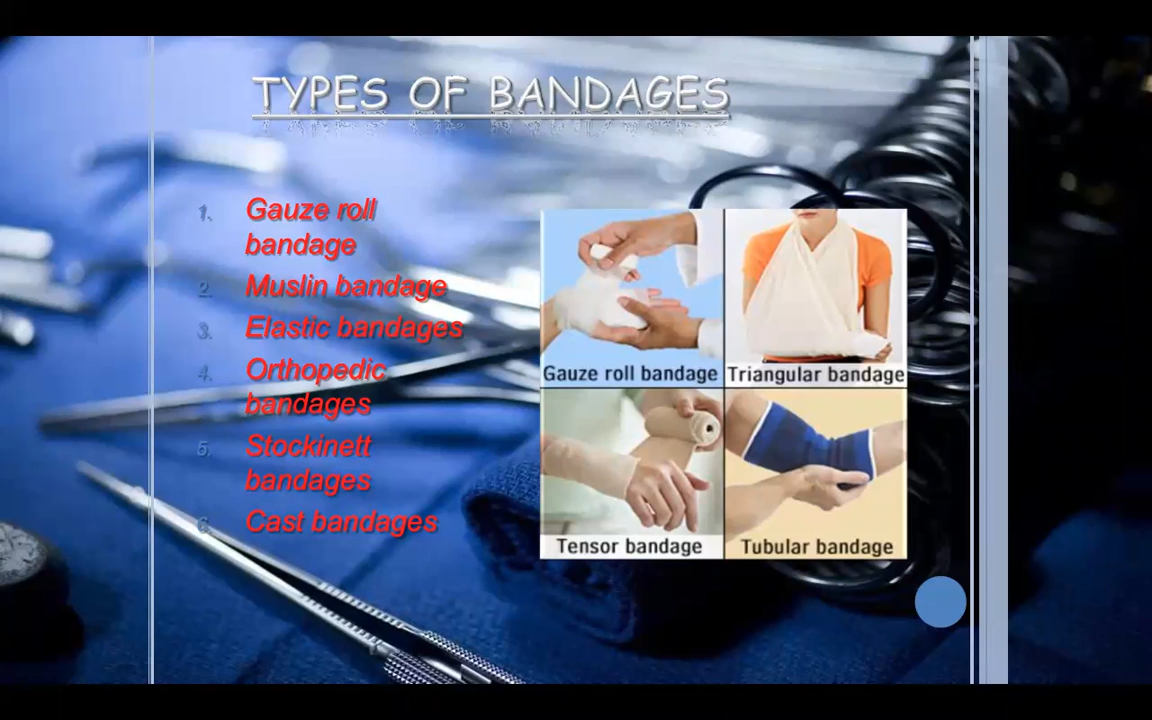 TYPES OF BANDAGES
1. Gauze roll
bandage
2. Muslin bandage
3. Elastic bandages
4. Orthopedic
bandages
5. Stockinett
bandages
6. Cast bandages
Gauze roll bandage
Triangular bandage
Tensor bandage
Tubular bandage